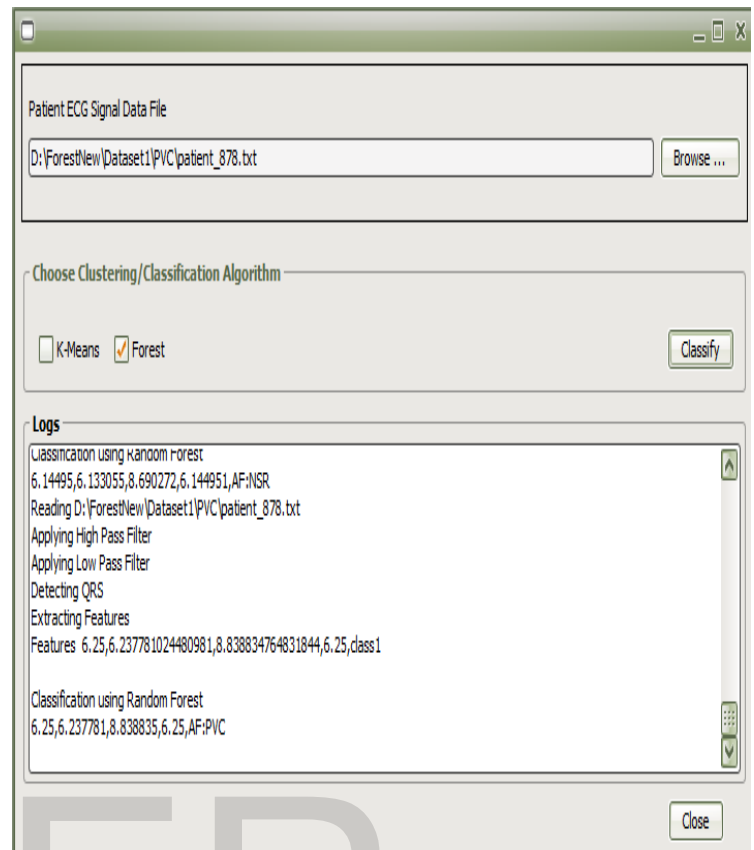 Patient ECG Signal Data File
D:\ForestNew\Dataset1\PVC\patient_878.txt
Browse ...
Choose Clustering/Classification Algorithm
K-Means Forest
Classify
Logs
Classification using Random Forest
6.14495,6.133055,8.690272,6.144951,AF:NSR
Reading D:\ForestNew\Dataset1\PVC\patient_878.txt
Applying High Pass Filter
Applying Low Pass Filter
Detecting QRS
Extracting Features
Features 6.25,6.237781024480981,8.838834764831844,6.25,class1
Classification using Random Forest
6.25,6.237781,8.838835,6.25,AF:PVC
Close